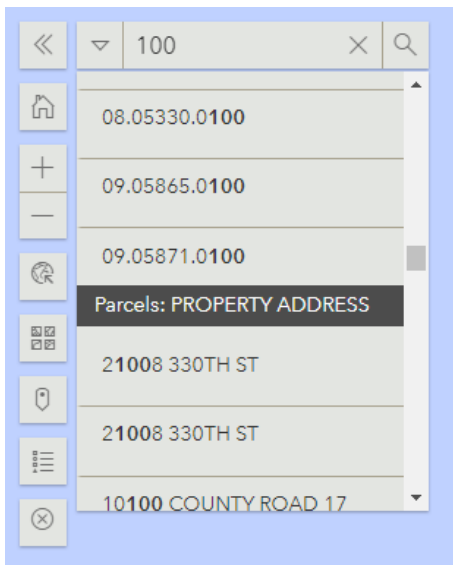 100
08.05330.0100
09.05865.0100
09.05871.0100
Parcels: PROPERTY ADDRESS
21008 330TH ST
21008 330TH ST
10100 COUNTY ROAD 17